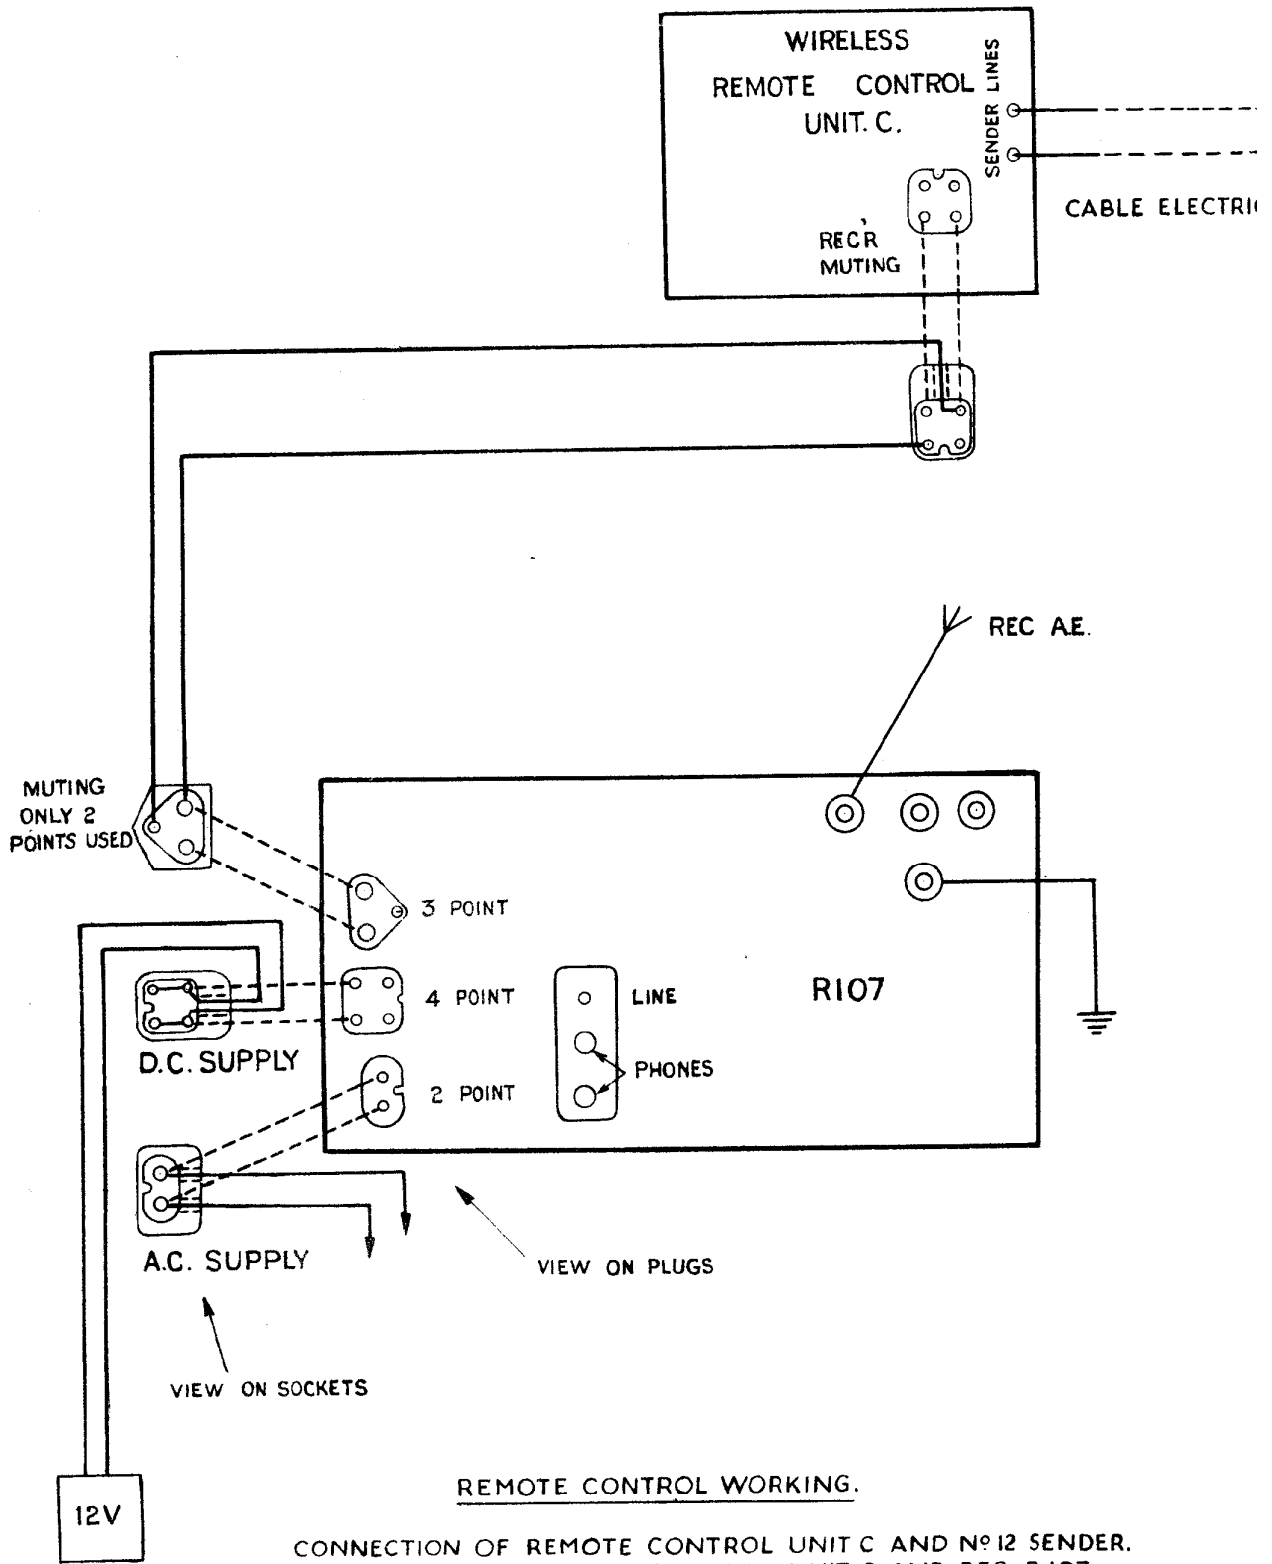 WIRELESS
REMOTE CONTROL
UNIT. C.
SENDER LINES
REC'R
MUTING
CABLE ELECTRI
REC A.E.
MUTING
ONLY 2
POINTS USED
3 POINT
4 POINT
2 POINT
LINE
PHONES
R107
D.C. SUPPLY
A.C. SUPPLY
VIEW ON PLUGS
VIEW ON SOCKETS
12V
REMOTE CONTROL WORKING.
CONNECTION OF REMOTE CONTROL UNIT C AND Nº 12 SENDER.